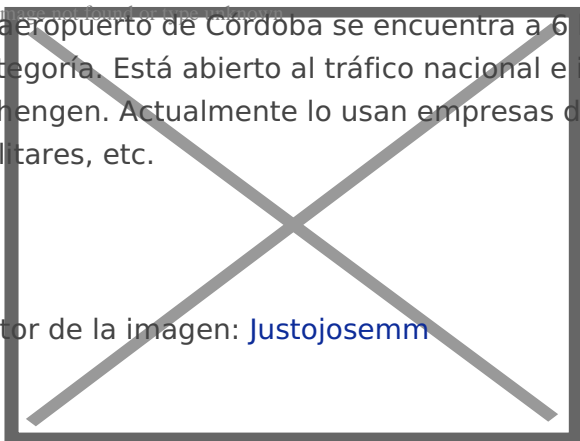 mage not found or type unknown
aeropuerto de Córdoba se encuentra a 6
tegoría. Está abierto al tráfico nacional e i
hengen. Actualmente lo usan empresas d
litares, etc.
tor de la imagen: Justojosemm